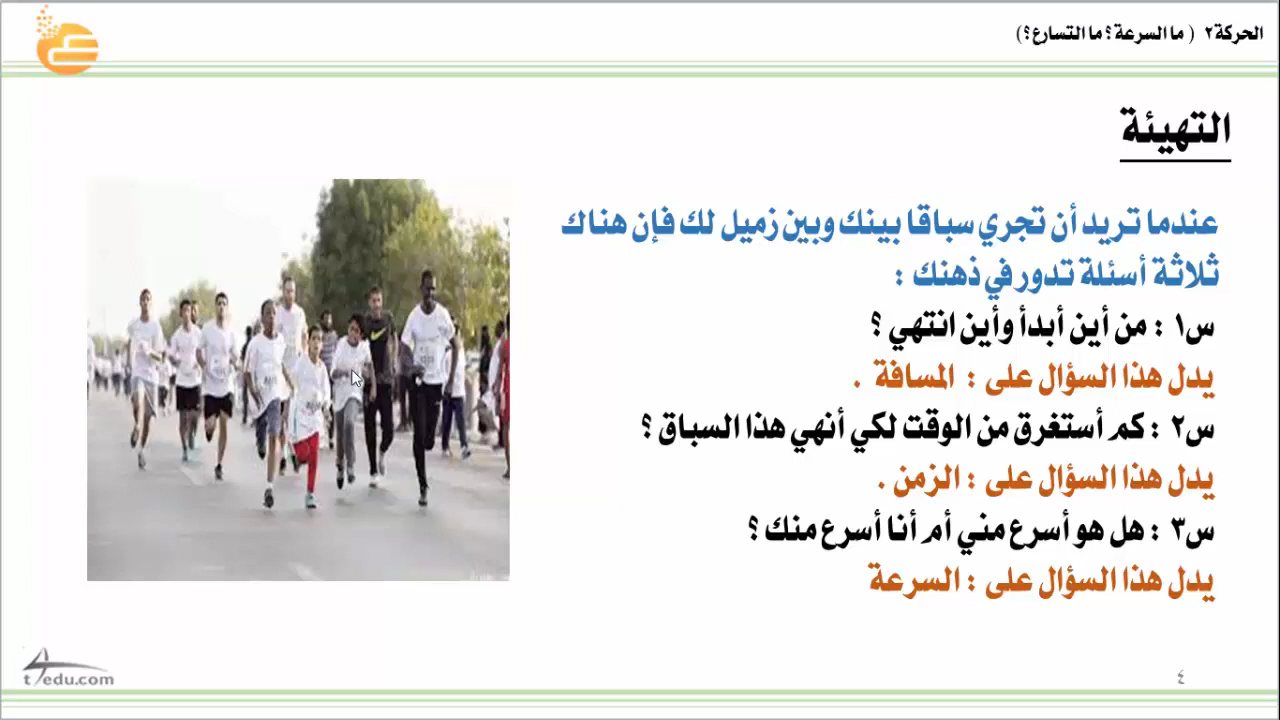 الحركة٢ ( ما السرعة؟ ما التسارع؟)
التهيئة
عندما تريد أن تجري سباقا بينك وبين زميل لك فإن هناك
ثلاثة أسئلة تدور في ذهنك :
س١ : من أين أبدأ وأين انتهي ؟
يدل هذا السؤال على : المسافة .
س٢ : كم أستغرق من الوقت لكي أنهي هذا السباق ؟
يدل هذا السؤال على : الزمن .
س٣ : هل هو أسرع مني أم أنا أسرع منك ؟
يدل هذا السؤال على : السرعة
t4edu.com
٤